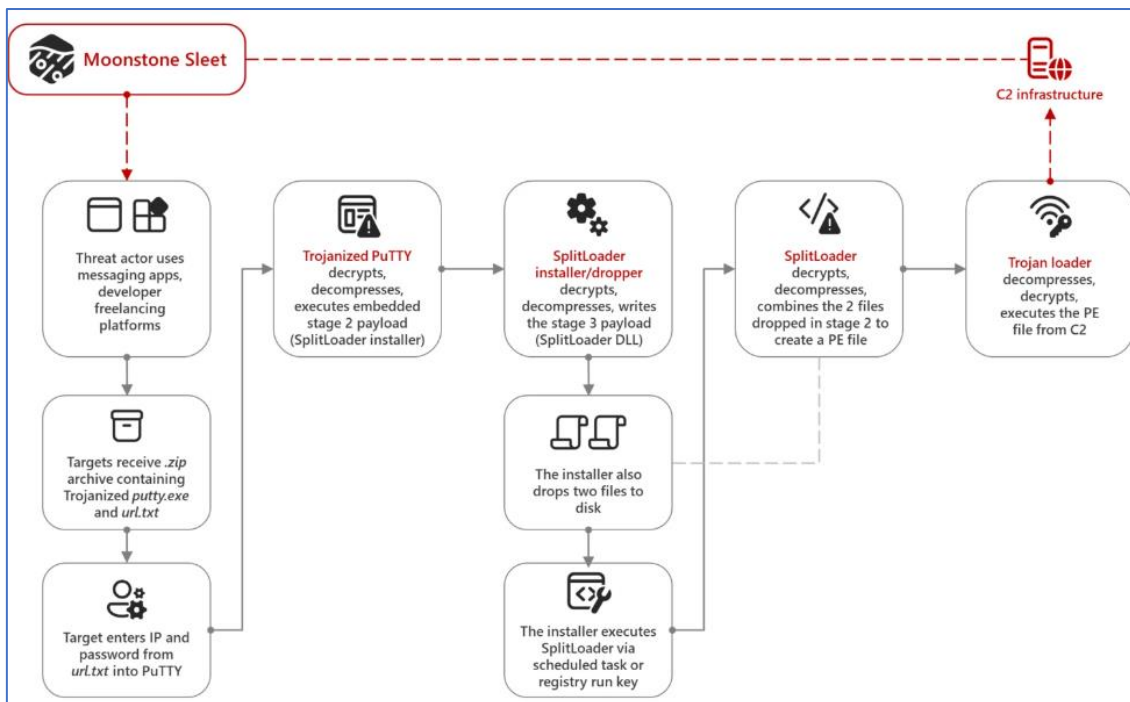 Moonstone Sleet
C2 infrastructure
Threat actor uses
messaging apps,
developer
freelancing
platforms
Targets receive .zip
archive containing
Trojanized putty.exe
and url.txt
Target enters IP and
password from
url.txt into PuTTY
Trojanized PuTTY
decrypts,
decompresses,
executes embedded
stage 2 payload
(SplitLoader installer)
SplitLoader
installer/dropper
decrypts,
decompresses, writes
the stage 3 payload
(SplitLoader DLL)
The installer also
drops two files to
disk
The installer executes
SplitLoader via
scheduled task or
registry run key
SplitLoader
decrypts,
decompresses,
combines the 2 files
dropped in stage 2 to
create a PE file
Trojan loader
decompresses,
decrypts,
executes the PE
file from C2